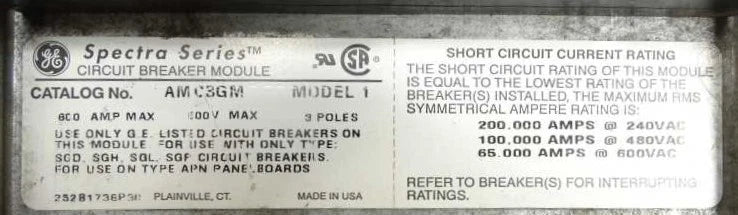 GE Spectra Series™
CIRCUIT BREAKER MODULE
CATALOG No. AMC3GM MODEL 1
600 AMP MAX 600V MAX 3 POLES
USE ONLY G.E. LISTED CIRCUIT BREAKERS ON
THIS MODULE. FOR USE WITH ONLY TYPE:
SGD, SGH, SGL, SGP CIRCUIT BREAKERS.
FOR USE ON TYPE APN PANELBOARDS
PLAINVILLE, CT. MADE IN USA
SHORT CIRCUIT CURRENT RATING
THE SHORT CIRCUIT RATING OF THIS MODULE
IS EQUAL TO THE LOWEST RATING OF THE
BREAKER(S) INSTALLED, THE MAXIMUM RMS
SYMMETRICAL AMPERE RATING IS:
200,000 AMPS @ 240VAC
100,000 AMPS @ 480VAC
65,000 AMPS @ 600VAC
REFER TO BREAKER(S) FOR INTERRUPTING
RATINGS.